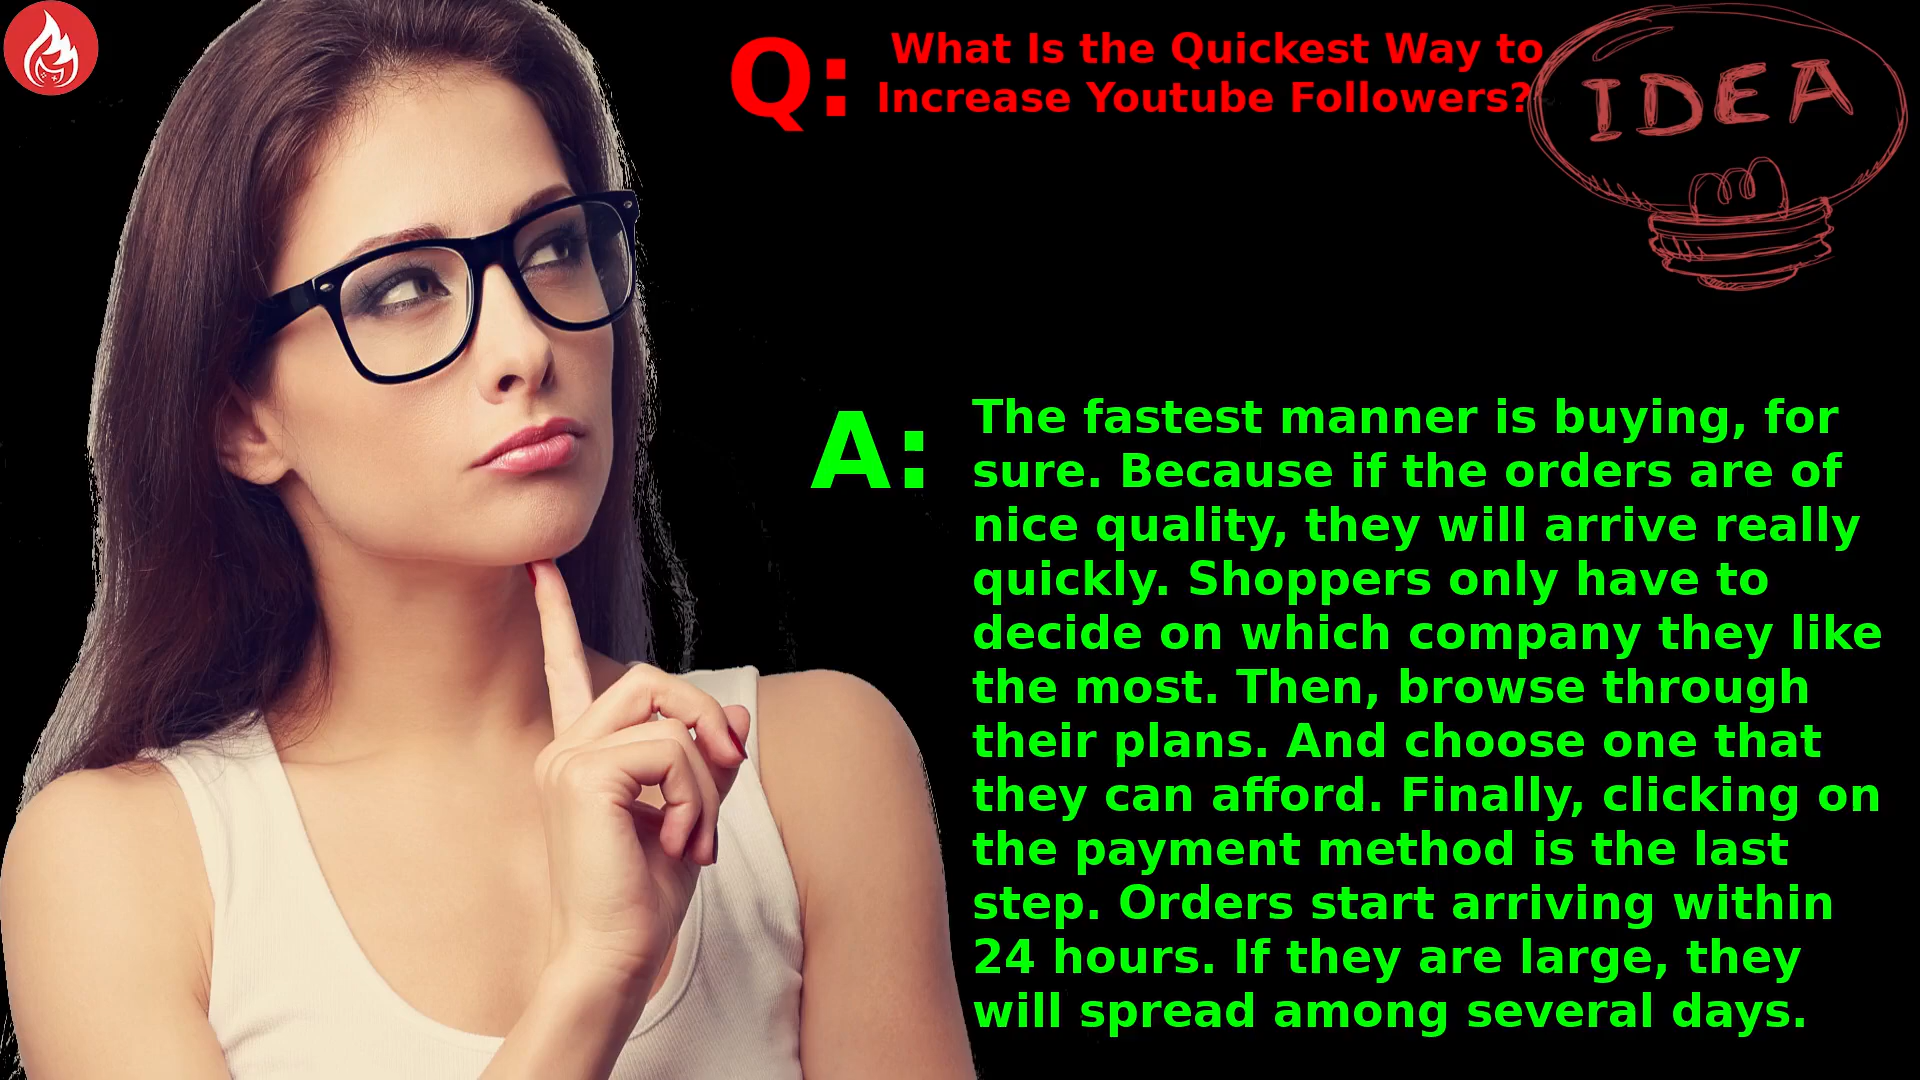 Q: What Is the Quickest Way to
Increase Youtube Followers?
IDEA
A: The fastest manner is buying, for
sure. Because if the orders are of
nice quality, they will arrive really
quickly. Shoppers only have to
decide on which company they like
the most. Then, browse through
their plans. And choose one that
they can afford. Finally, clicking on
the payment method is the last
step. Orders start arriving within
24 hours. If they are large, they
will spread among several days.